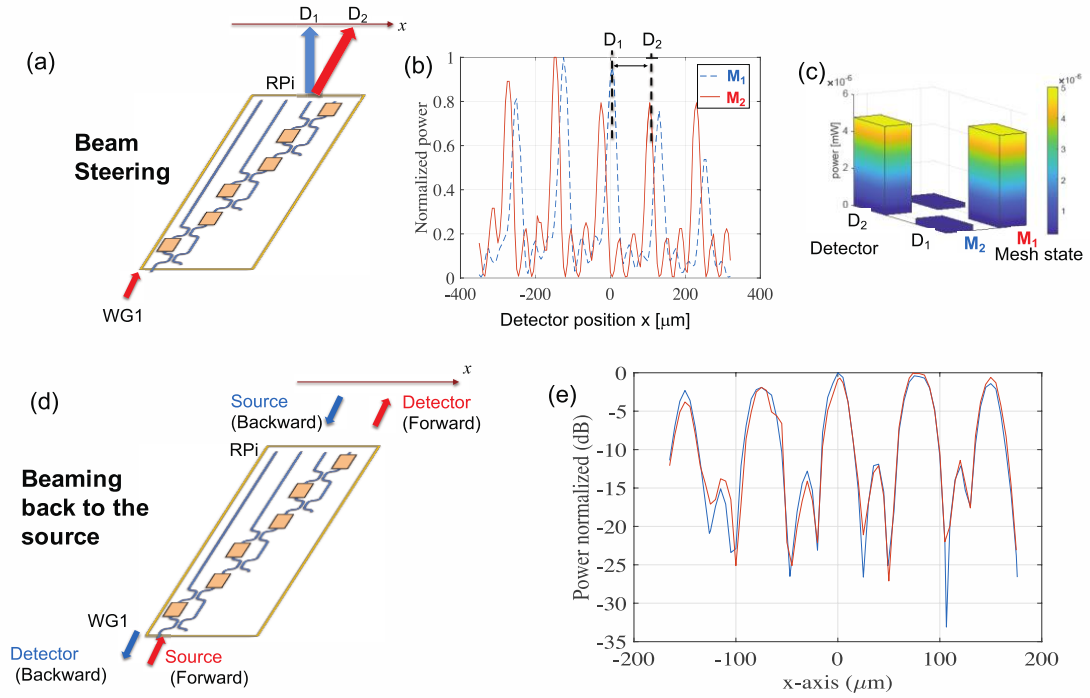 (a)
D1
D2
x
RPi
Beam
Steering
WG1
(b)
D1
D2
M1
M2
Normalized power
1
0.8
0.6
0.4
0.2
0
-400
-200
0
200
400
Detector position x [μm]
(c)
×10-6
×10-6
6
4
2
0
5
4
3
2
1
power [mW]
D2
D1
M2
M1
Detector
Mesh state
(d)
x
Source
(Backward)
Detector
(Forward)
RPi
Beaming
back to the
source
WG1
Detector
(Backward)
Source
(Forward)
(e)
Power normalized (dB)
0
-5
-10
-15
-20
-25
-30
-35
-200
-100
0
100
200
x-axis (μm)